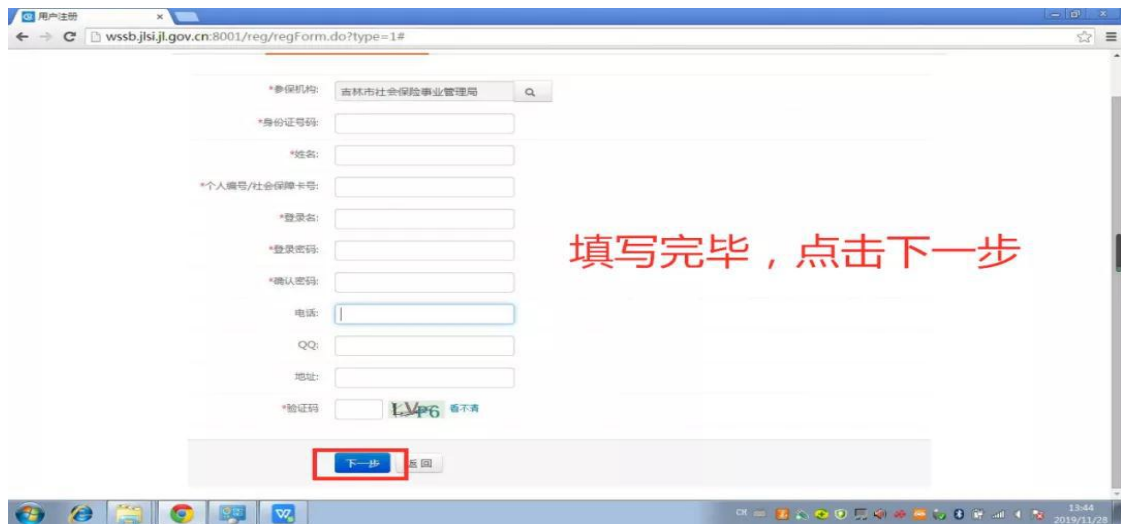 用户注册
wssb.jlsi.jl.gov.cn:8001/reg/regForm.do?type=1#
*参保机构: 吉林市社会保险事业管理局
*身份证号码:
*姓名:
*个人编号/社会保障卡号:
*登录名:
*登录密码:
填写完毕，点击下一步
*确认密码:
电话:
QQ:
地址:
*验证码 LVP6 看不清
下一步 返回
CH
13:44
2019/11/28